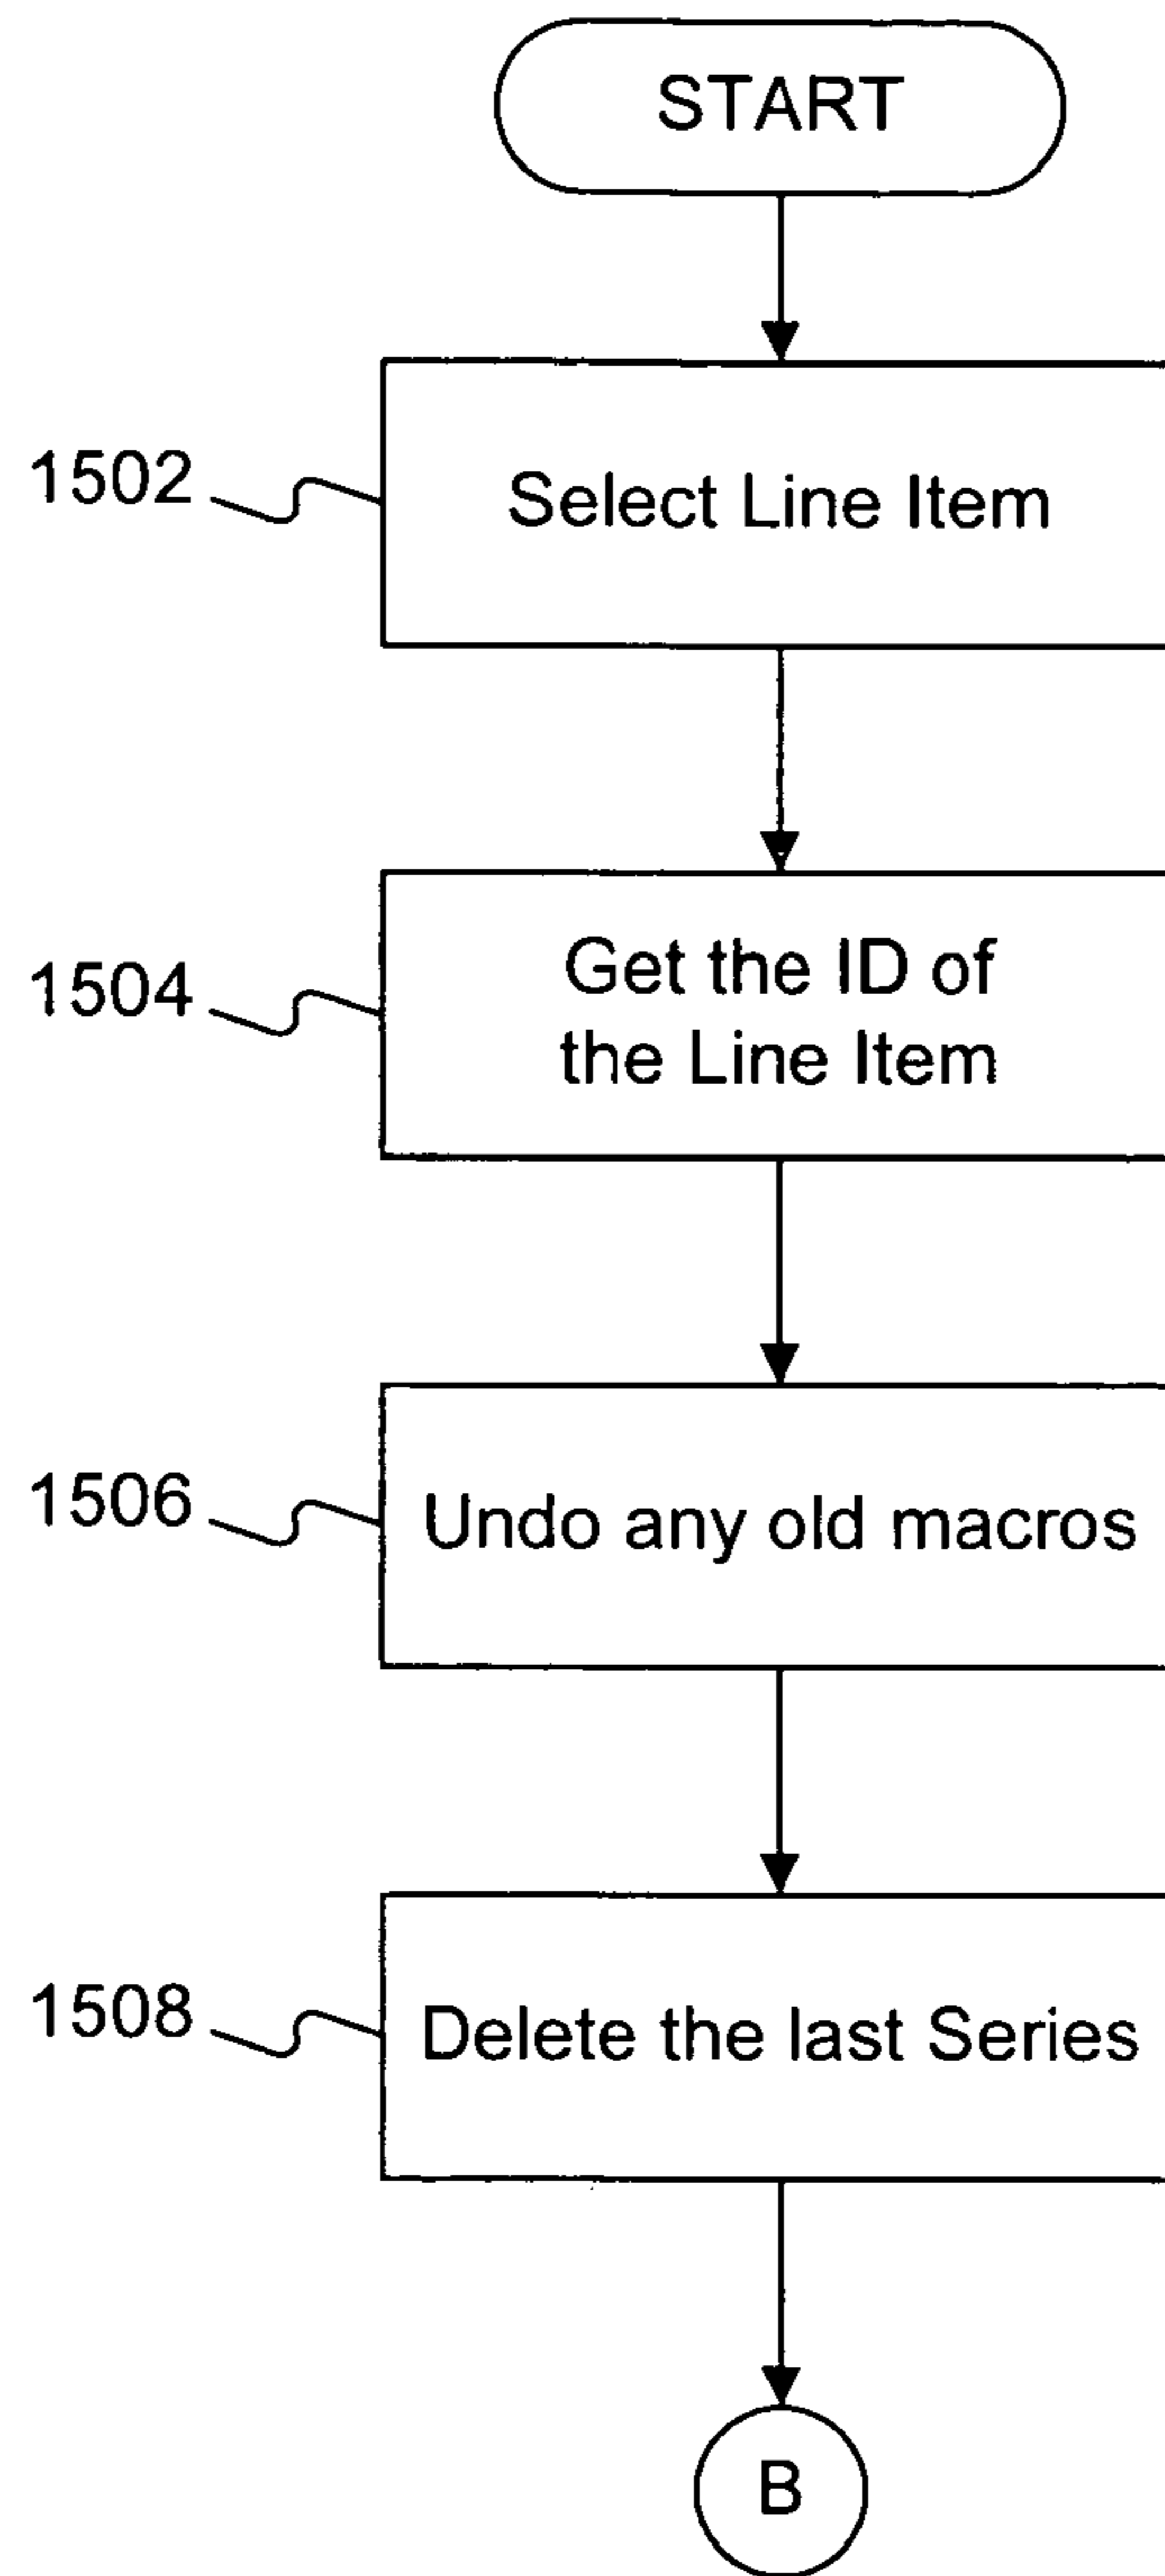 START
1502
Select Line Item
1504
Get the ID of
the Line Item
1506
Undo any old macros
1508
Delete the last Series
B